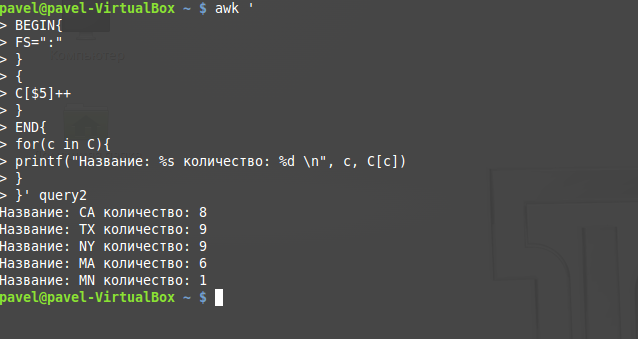 pavel@pavel-VirtualBox ~ $ awk '
> BEGIN{
> FS=":"
> }
> {
> C[$5]++
> }
> END{
> for(c in C){
> printf("Название: %s количество: %d \n", c, C[c])
> }
> }' query2
Название: CA количество: 8
Название: TX количество: 9
Название: NY количество: 9
Название: MA количество: 6
Название: MN количество: 1
pavel@pavel-VirtualBox ~ $